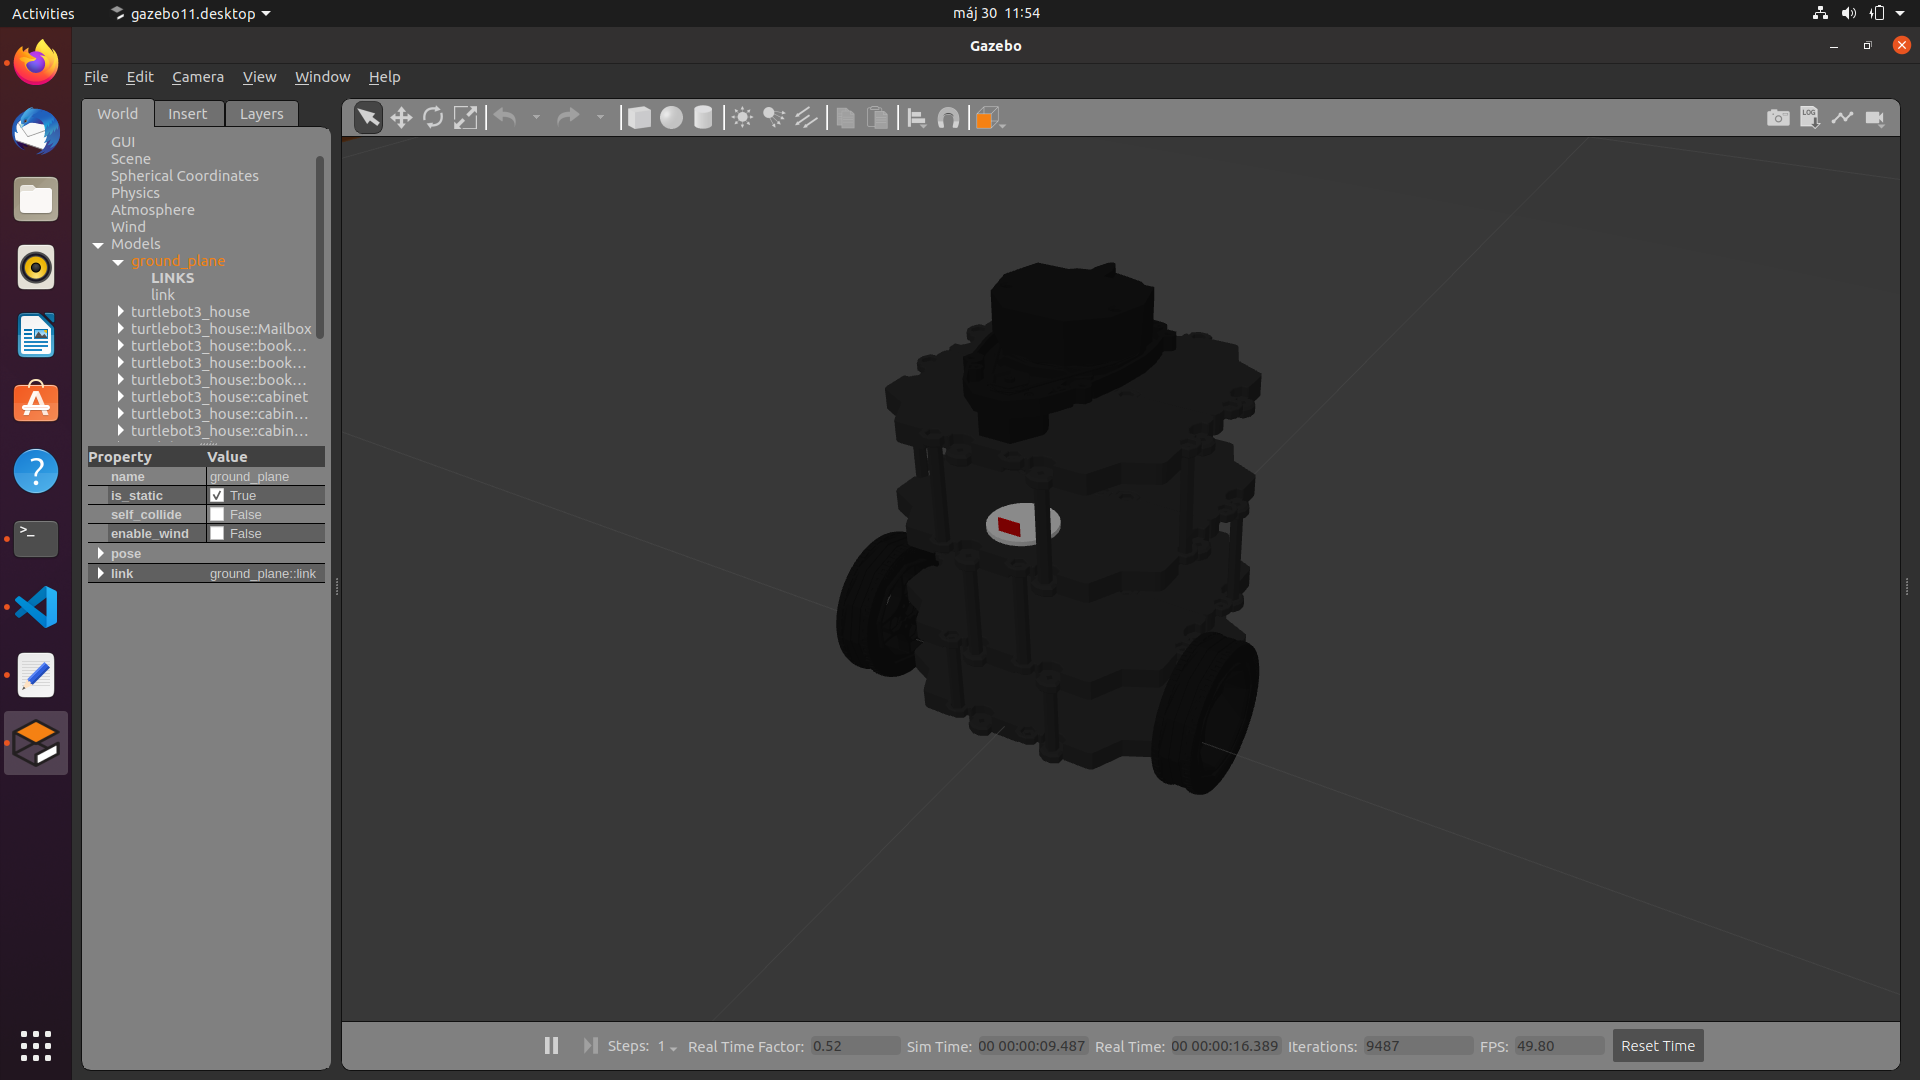 Activities
gazebo11.desktop
máj 30 11:54
Gazebo
File Edit Camera View Window Help
World Insert Layers
GUI
Scene
Spherical Coordinates
Physics
Atmosphere
Wind
Models
ground_plane
LINKS
link
turtlebot3_house
turtlebot3_house::Mailbox
turtlebot3_house::book...
turtlebot3_house::book...
turtlebot3_house::book...
turtlebot3_house::cabinet
turtlebot3_house::cabin...
turtlebot3_house::cabin...
Property Value
name ground_plane
is_static True
self_collide False
enable_wind False
pose
link ground_plane::link
LOG
Steps: 1 Real Time Factor: 0.52 Sim Time: 00 00:00:09.487 Real Time: 00 00:00:16.389 Iterations: 9487 FPS: 49.80 Reset Time